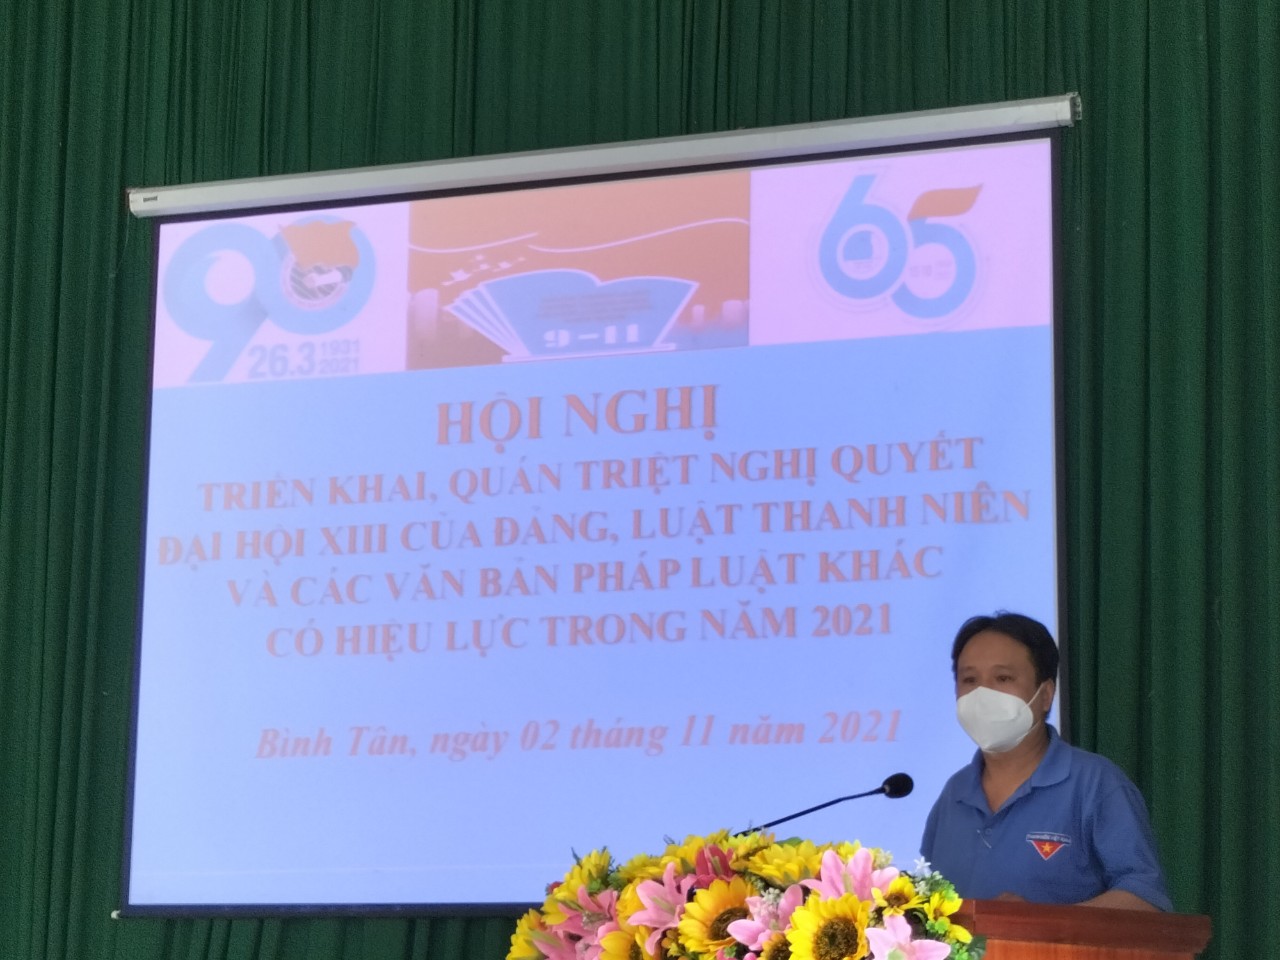 90
26.3 1931
2021
9-11
65
HỘI NGHỊ
TRIỂN KHAI, QUÁN TRIỆT NGHỊ QUYẾT
ĐẠI HỘI XIII CỦA ĐẢNG, LUẬT THANH NIÊN
VÀ CÁC VĂN BẢN PHÁP LUẬT KHÁC
CÓ HIỆU LỰC TRONG NĂM 2021
Bình Tân, ngày 02 tháng 11 năm 2021